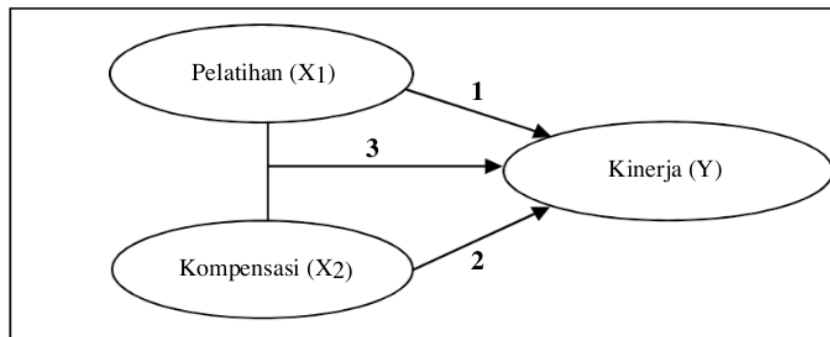 Pelatihan (X1)
1
3
Kinerja (Y)
Kompensasi (X2)
2